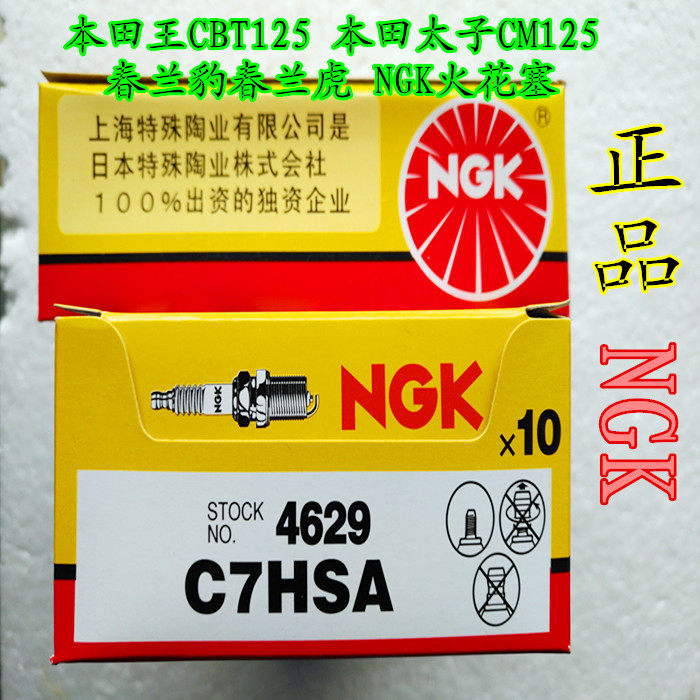 本田王CBT125 本田太子CM125
春兰豹春兰虎 NGK火花塞
上海特殊陶业有限公司是
日本特殊陶业株式会社
100%出资的独资企业
NGK
®
正品 NGK
NGK
NGK
×10
STOCK NO. 4629
C7HSA